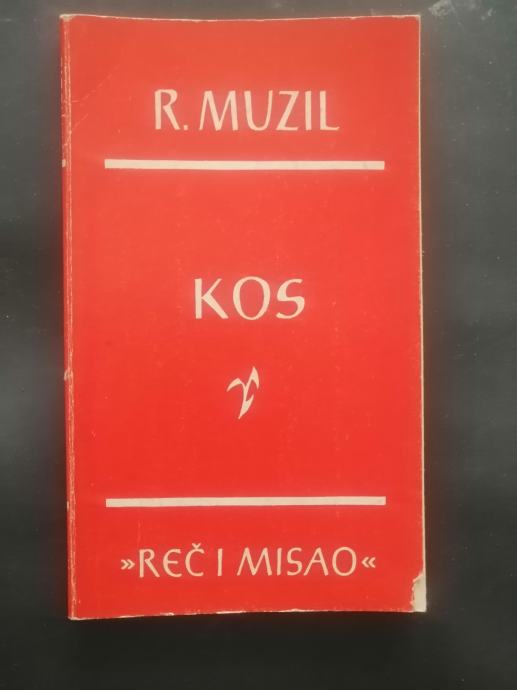 R. MUZIL
KOS
»REČ I MISAO«